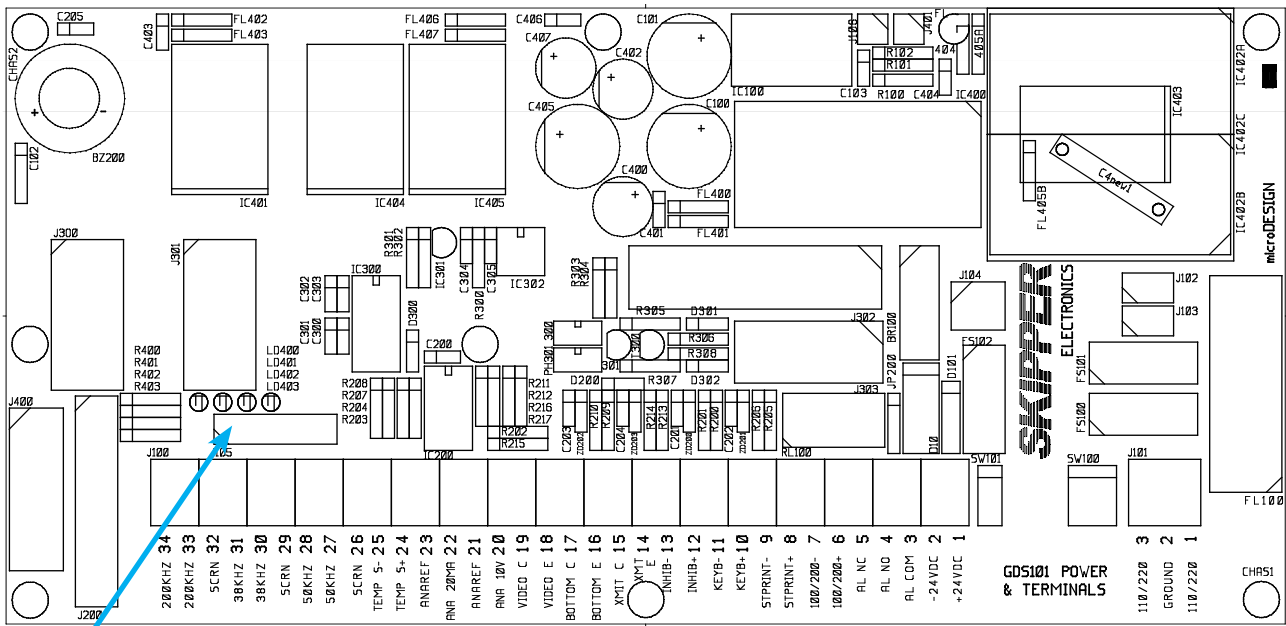 C205
CHAS2
BZ200
C102
C403
FL402
FL403
IC401
IC404
FL406
FL407
IC405
C406
C407
C402
C405
C400
C101
C100
IC100
J401
R102
R101
R100
C103
C404
404
405A
IC400
IC403
C4new1
FL405B
IC402A
IC402C
IC402B
microDESIGN
FL400
FL401
C401
J300
J301
R301
R302
IC301
C304
C305
R300
IC302
R303
R304
IC300
C302
C303
C301
C300
D300
C200
R305
D301
R306
R308
R307
D302
J302
BR100
J104
J102
J103
SKIPPER
ELECTRONICS
FS102
FS101
FS100
FL100
R400
R401
R402
R403
LD400
LD401
LD402
LD403
J400
J200
R208
R207
R204
R203
IC200
R211
R212
R216
R217
R202
R215
D200
C203
ZD202
R210
R209
C204
ZD203
R214
R213
ZD200
R201
R200
ZD201
R206
R205
J303
RL100
JP200
D101
SW101
SW100
J101
J100
200KHZ 34
200KHZ 33
SCRN 32
38KHZ 31
38KHZ 30
SCRN 29
50KHZ 28
50KHZ 27
SCRN 26
TEMP S- 25
TEMP S+ 24
ANAREF 23
ANA 20MA 22
ANAREF 21
ANA 10V 20
VIDEO C 19
VIDEO E 18
BOTTOM C 17
BOTTOM E 16
XMIT C 15
XMT E 14
INHIB- 13
INHIB+ 12
KEYB- 11
KEYB+ 10
STPRINT- 9
STPRINT+ 8
100/200- 7
100/200+ 6
AL NC 5
AL NO 4
AL COM 3
-24VDC 2
+24VDC 1
GDS101 POWER
& TERMINALS
110/220 3
GROUND 2
110/220 1
CHAS1